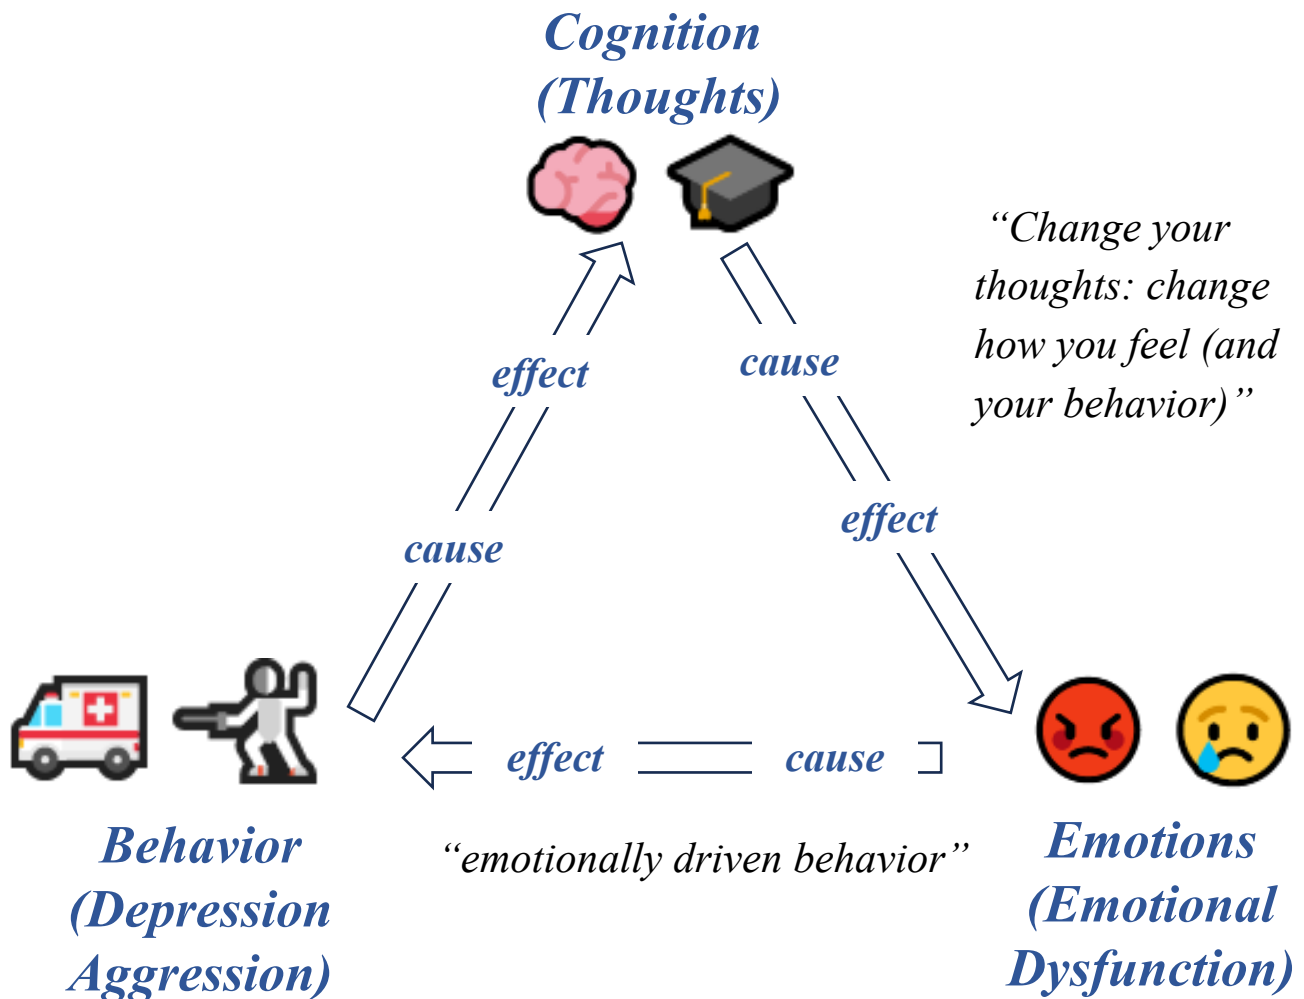 Cognition
(Thoughts)
“Change your
thoughts: change
how you feel (and
your behavior)”
effect
cause
effect
cause
effect
cause
“emotionally driven behavior”
Behavior
(Depression
Aggression)
Emotions
(Emotional
Dysfunction)